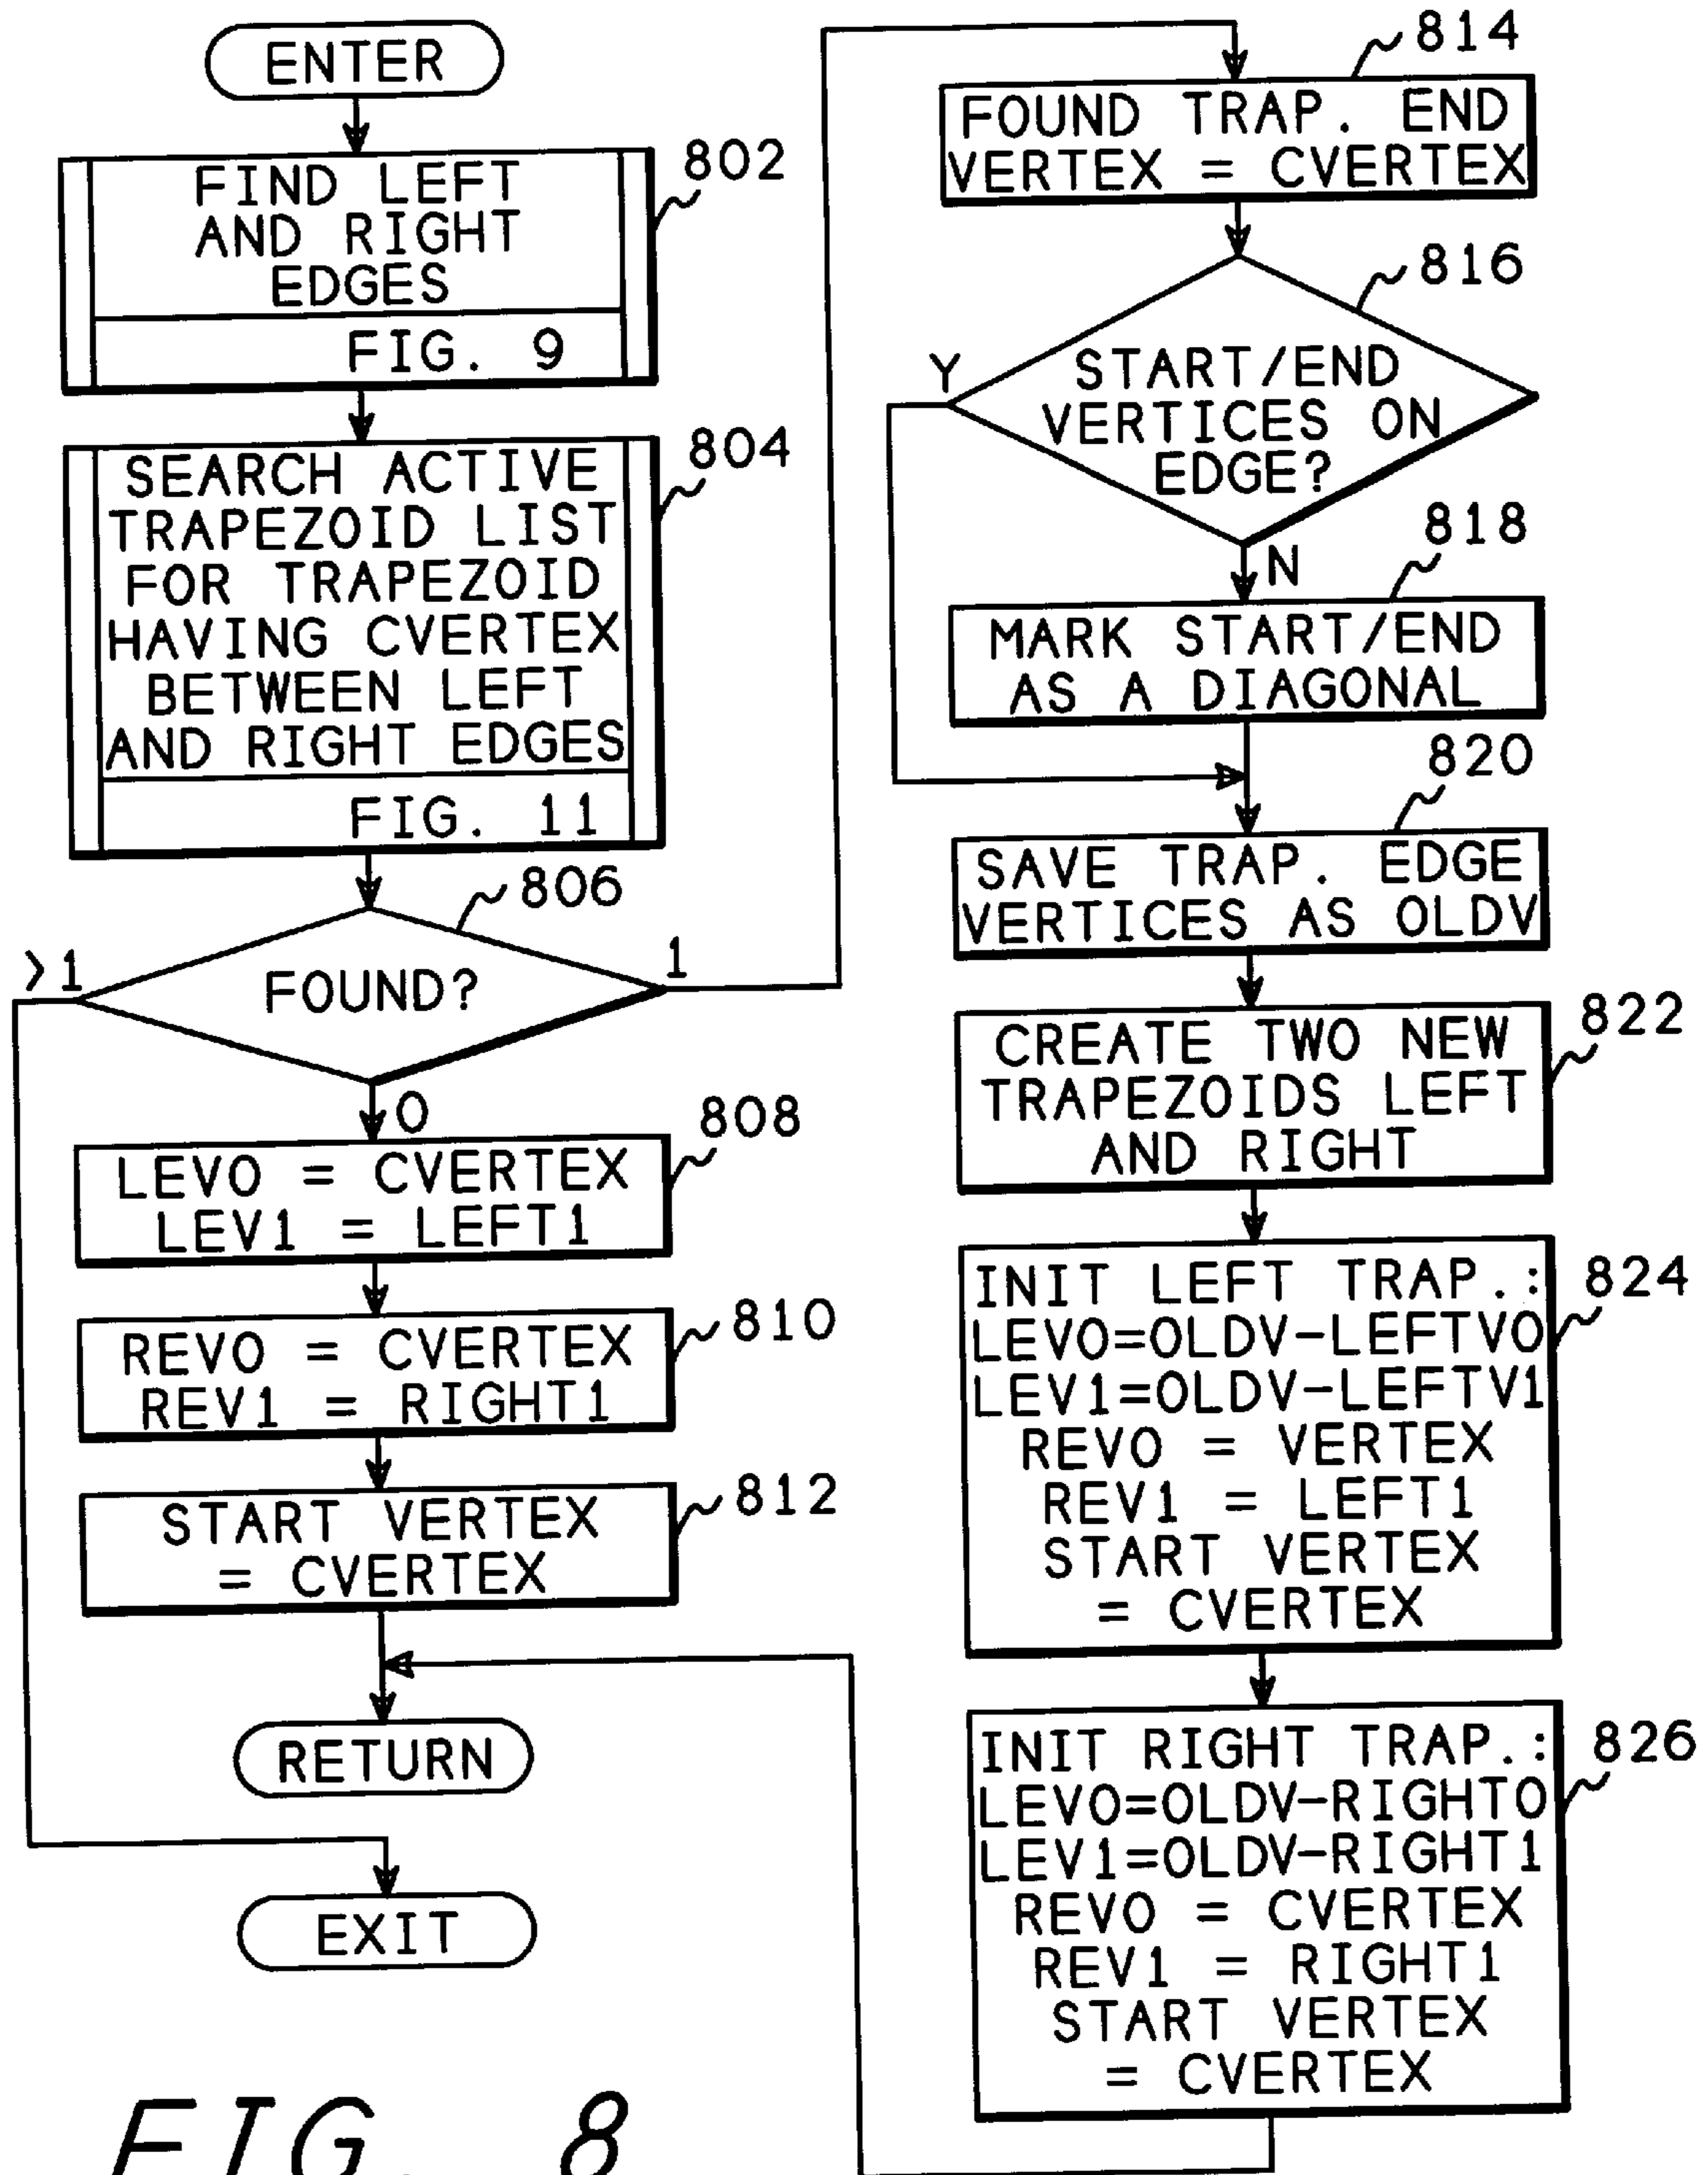 ENTER
802
FIND LEFT
AND RIGHT
EDGES
FIG. 9
804
SEARCH ACTIVE
TRAPEZOID LIST
FOR TRAPEZOID
HAVING CVERTEX
BETWEEN LEFT
AND RIGHT EDGES
FIG. 11
806
>1
FOUND?
1
0
808
LEV0 = CVERTEX
LEV1 = LEFT1
810
REV0 = CVERTEX
REV1 = RIGHT1
812
START VERTEX
= CVERTEX
RETURN
EXIT
814
FOUND TRAP. END
VERTEX = CVERTEX
816
Y
START/END
VERTICES ON
EDGE?
N
818
MARK START/END
AS A DIAGONAL
820
SAVE TRAP. EDGE
VERTICES AS OLDV
822
CREATE TWO NEW
TRAPEZOIDS LEFT
AND RIGHT
824
INIT LEFT TRAP.:
LEV0=OLDV-LEFTV0
LEV1=OLDV-LEFTV1
REV0 = VERTEX
REV1 = LEFT1
START VERTEX
= CVERTEX
826
INIT RIGHT TRAP.:
LEV0=OLDV-RIGHT0
LEV1=OLDV-RIGHT1
REV0 = CVERTEX
REV1 = RIGHT1
START VERTEX
= CVERTEX
FIG. 8